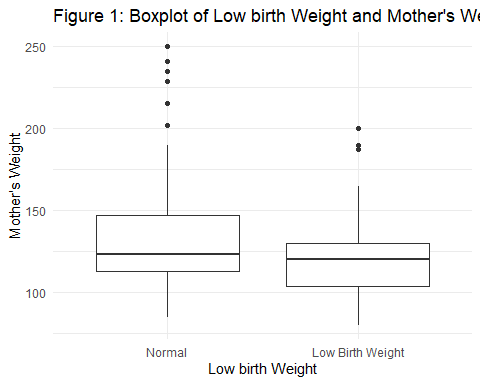 Figure 1: Boxplot of Low birth Weight and Mother's We
250
200
150
100
Mother's Weight
Normal
Low Birth Weight
Low birth Weight